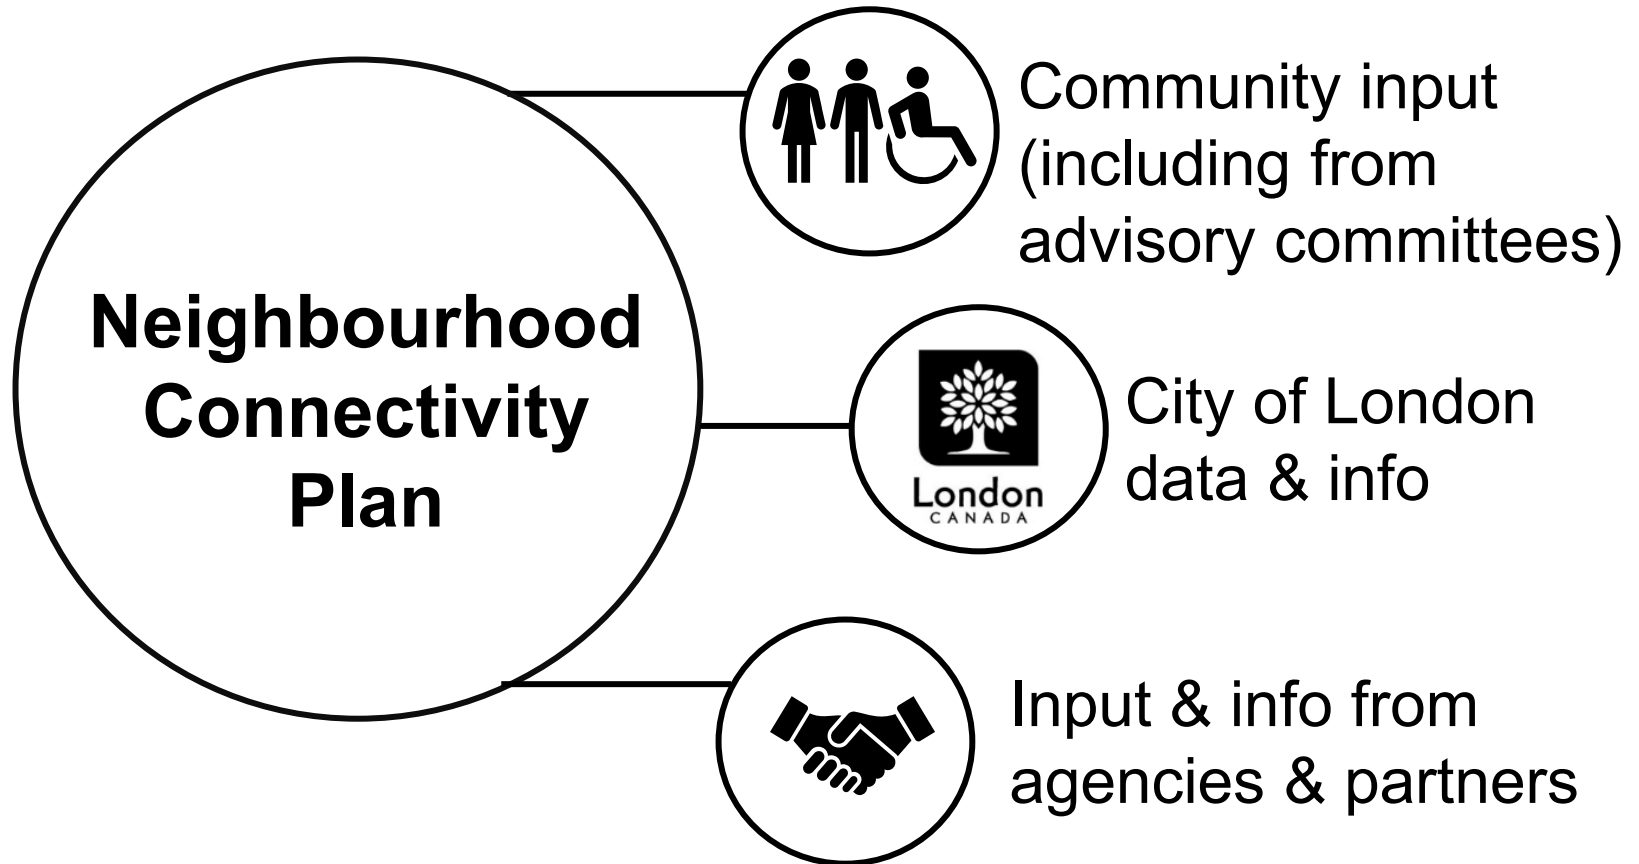 Community input
(including from
advisory committees)
Neighbourhood
Connectivity
Plan
London
CANADA
City of London
data & info
Input & info from
agencies & partners